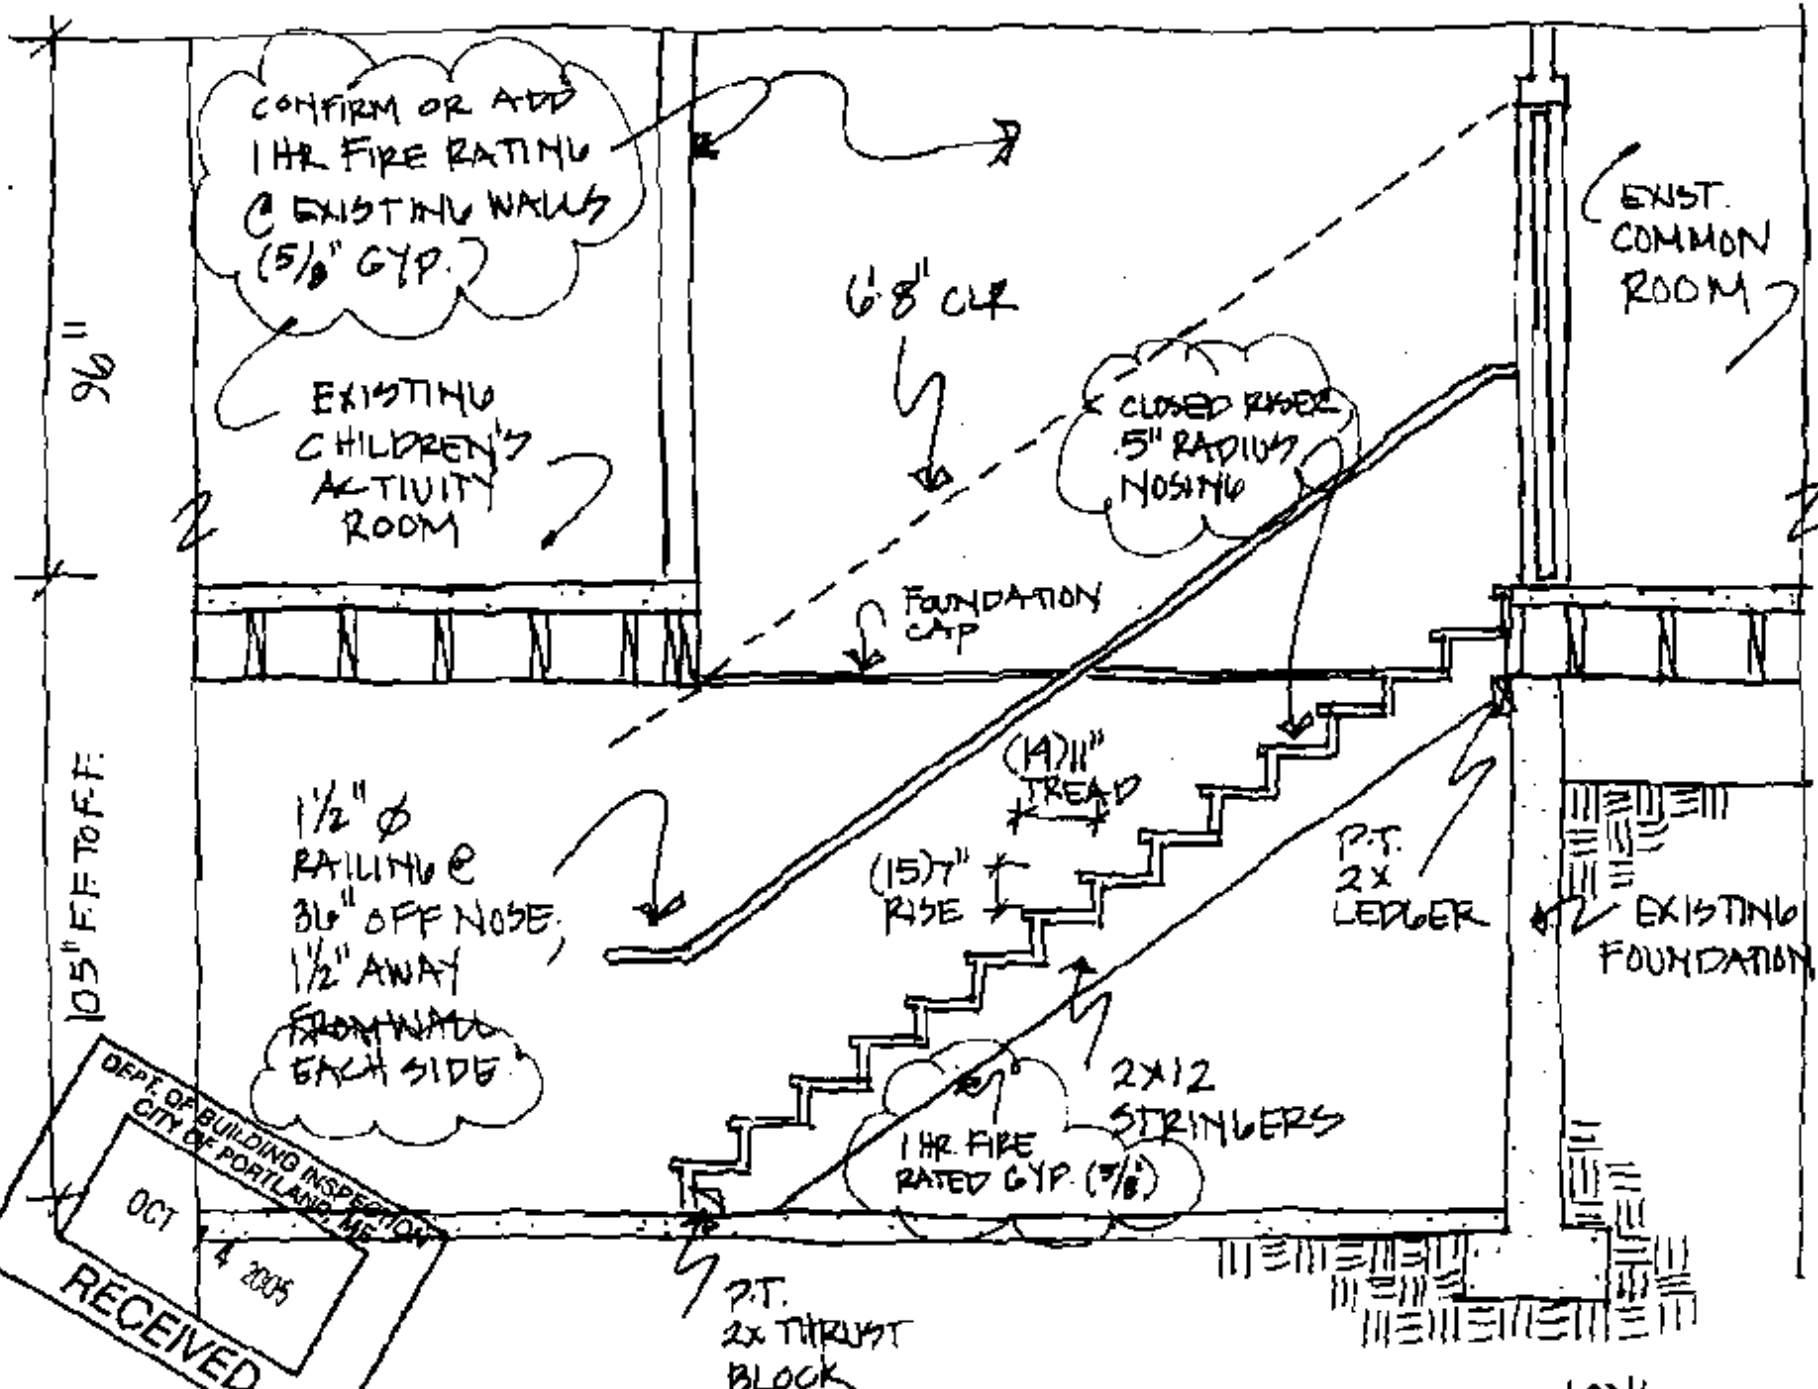 CONFIRM OR ADD
1 HR FIRE RATING
@ EXISTING WALLS
(5/8" GYP.)
96"
EXISTING
CHILDREN'S
ACTIVITY
ROOM
6'8" CLR
CLOSED RISER
.5" RADIUS
NOSING
EXIST.
COMMON
ROOM
FOUNDATION
CAP
105" F.F. TO F.F.
1 1/2" Ø
RAILING @
36" OFF NOSE,
1 1/2" AWAY
FROM WALL
EACH SIDE
(14) 11"
TREAD
(15) 7"
RISE
P.T.
2X
LEDGER
EXISTING
FOUNDATION
2X12
STRINGERS
1 HR. FIRE
RATED GYP. (5/8")
P.T.
2X THRUST
BLOCK
DEPT. OF BUILDING INSPECTION
CITY OF PORTLAND, ME
OCT 14 2005
RECEIVED